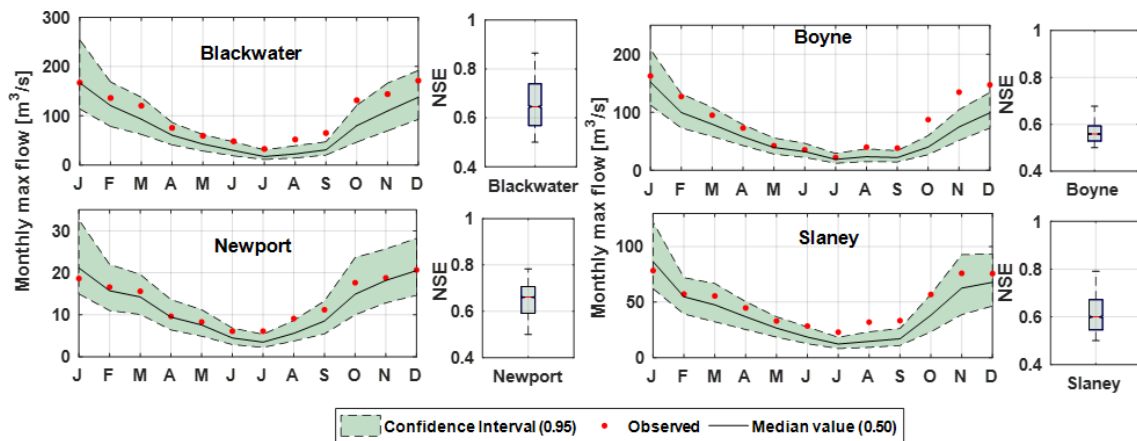 Monthly max flow [m³/s]
300
200
100
0
Blackwater
J F M A M J J A S O N D
NSE
1
0.8
0.6
0.4
Blackwater
Monthly max flow [m³/s]
200
100
0
Boyne
J F M A M J J A S O N D
NSE
1
0.8
0.6
0.4
Boyne
30
20
10
0
Newport
J F M A M J J A S O N D
NSE
1
0.8
0.6
0.4
Newport
100
50
0
Slaney
J F M A M J J A S O N D
NSE
1
0.8
0.6
0.4
Slaney
Confidence Interval (0.95) Observed Median value (0.50)